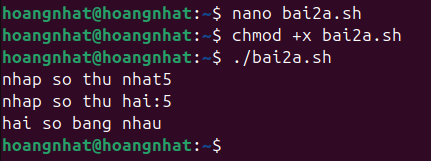 hoangnhat@hoangnhat:~$ nano bai2a.sh
hoangnhat@hoangnhat:~$ chmod +x bai2a.sh
hoangnhat@hoangnhat:~$ ./bai2a.sh
nhap so thu nhat5
nhap so thu hai:5
hai so bang nhau
hoangnhat@hoangnhat:~$